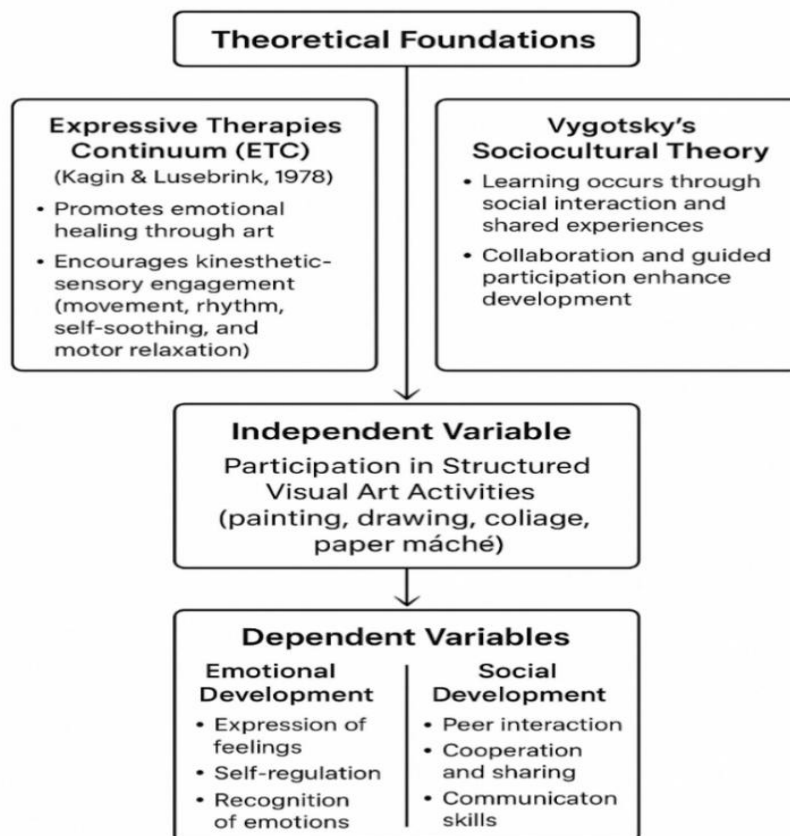 Theoretical Foundations
Expressive Therapies
Continuum (ETC)
(Kagin & Lusebrink, 1978)
• Promotes emotional
healing through art
• Encourages kinesthetic-
sensory engagement
(movement, rhythm,
self-soothing, and
motor relaxation)
Vygotsky's
Sociocultural Theory
• Learning occurs through
social interaction and
shared experiences
• Collaboration and guided
participation enhance
development
Independent Variable
Participation in Structured
Visual Art Activities
(painting, drawing, coliage,
paper máché)
Dependent Variables
Emotional
Development
• Expression of
feelings
• Self-regulation
• Recognition
of emotions
Social
Development
• Peer interaction
• Cooperation
and sharing
• Communicaton
skills